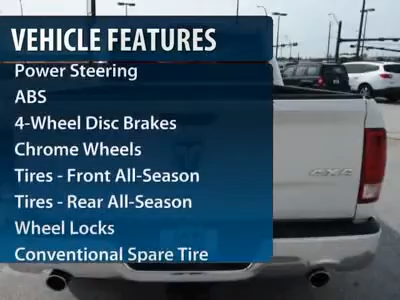 VEHICLE FEATURES
Power Steering
ABS
4-Wheel Disc Brakes
Chrome Wheels
Tires - Front All-Season
Tires - Rear All-Season
Wheel Locks
Conventional Spare Tire
4X4